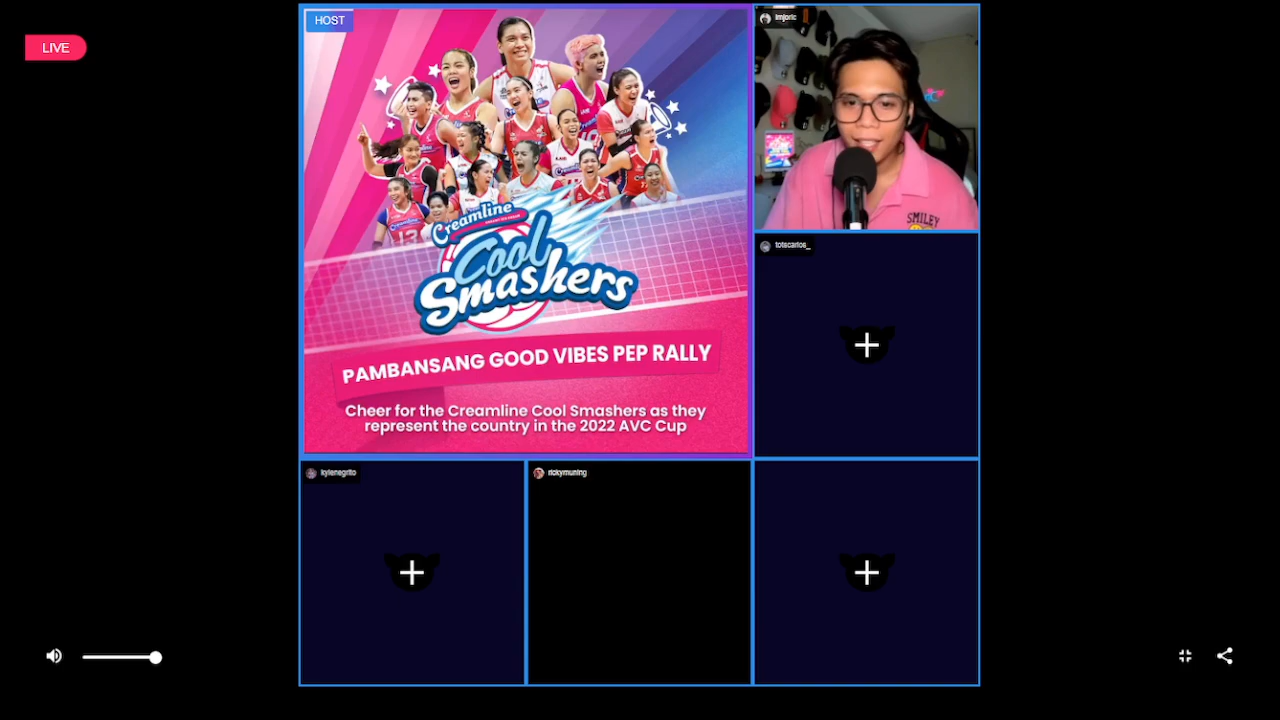 LIVE
HOST
imjoric
Creamline
Cool
Smashers
PAMBANSANG GOOD VIBES PEP RALLY
Cheer for the Creamline Cool Smashers as they
represent the country in the 2022 AVC Cup
SMILEY
totscarlos_
kylenegrito
rickymuning